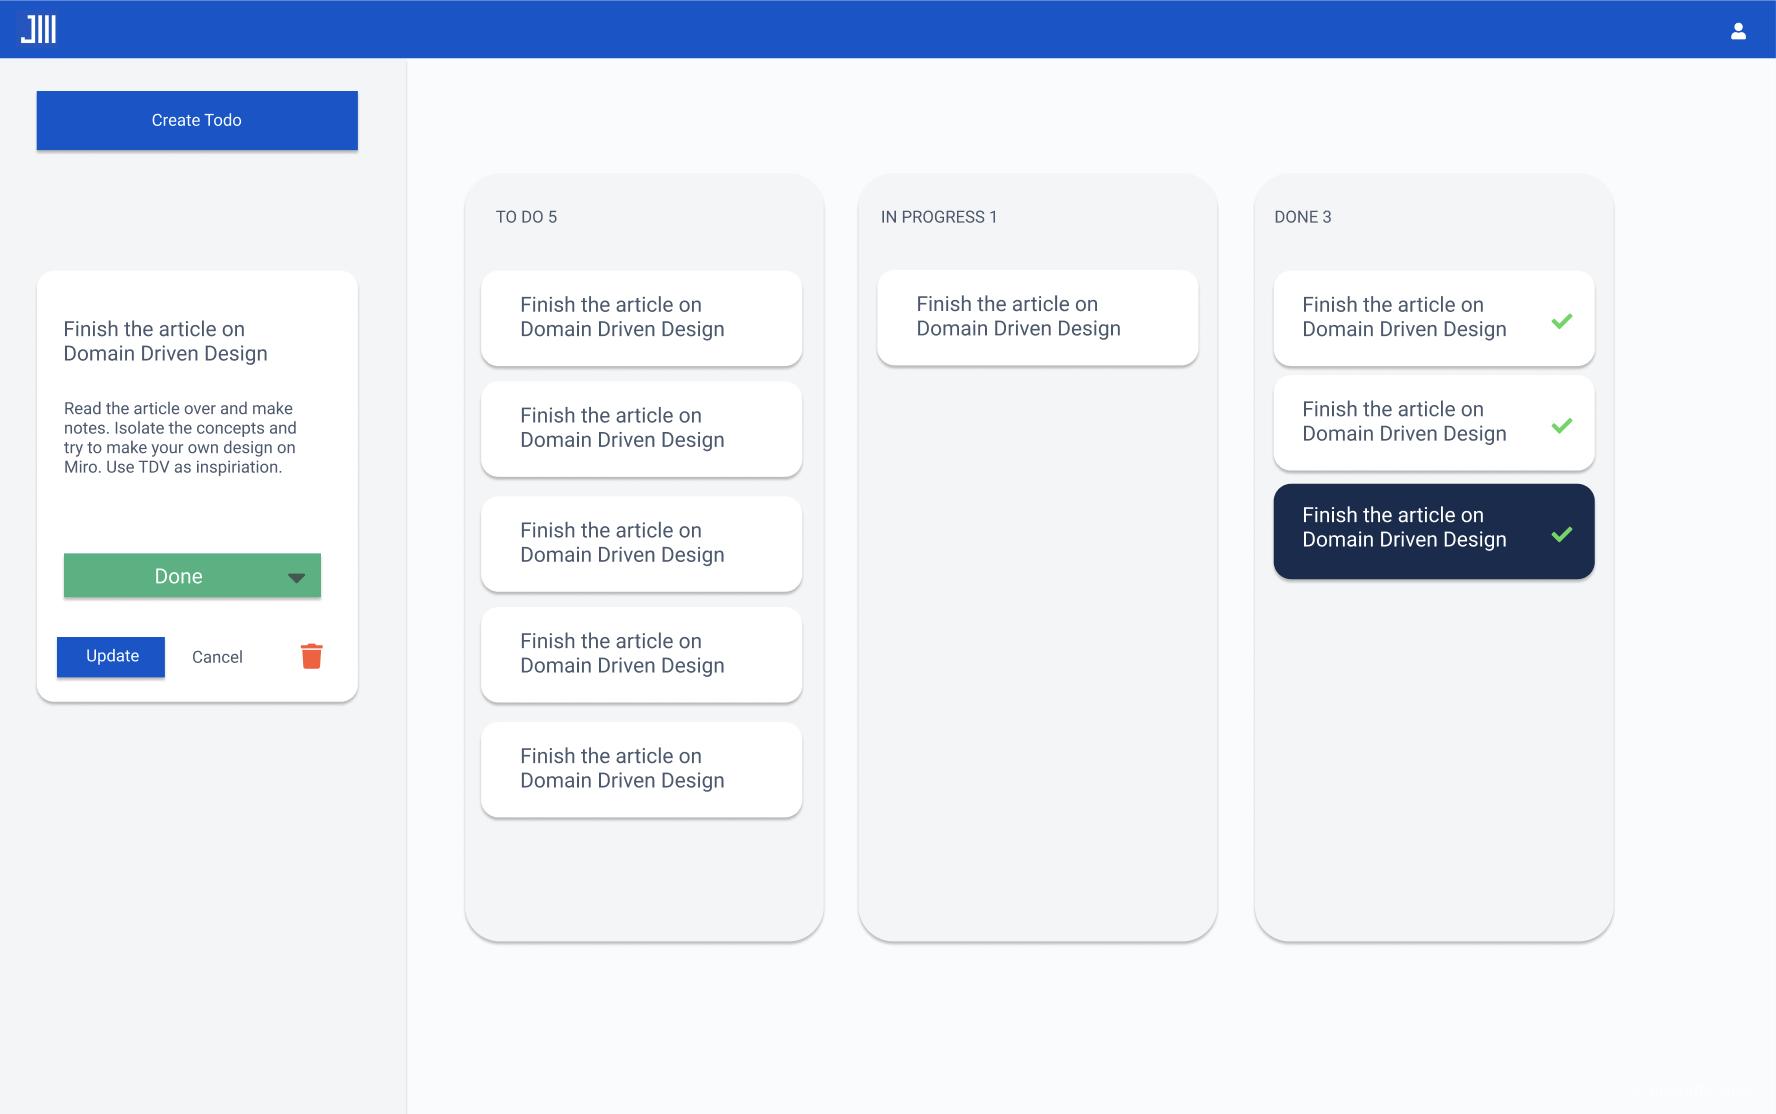 Create Todo
Finish the article on
Domain Driven Design
Read the article over and make
notes. Isolate the concepts and
try to make your own design on
Miro. Use TDV as inspiriation.
Done
Update
Cancel
TO DO 5
Finish the article on
Domain Driven Design
Finish the article on
Domain Driven Design
Finish the article on
Domain Driven Design
Finish the article on
Domain Driven Design
Finish the article on
Domain Driven Design
IN PROGRESS 1
Finish the article on
Domain Driven Design
DONE 3
Finish the article on
Domain Driven Design
Finish the article on
Domain Driven Design
Finish the article on
Domain Driven Design